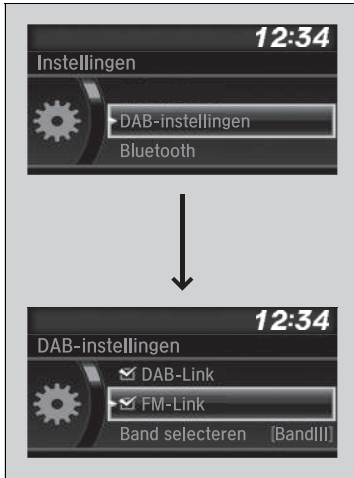 12:34
Instellingen
DAB-instellingen
Bluetooth
12:34
DAB-instellingen
DAB-Link
FM-Link
Band selecteren [BandIII]